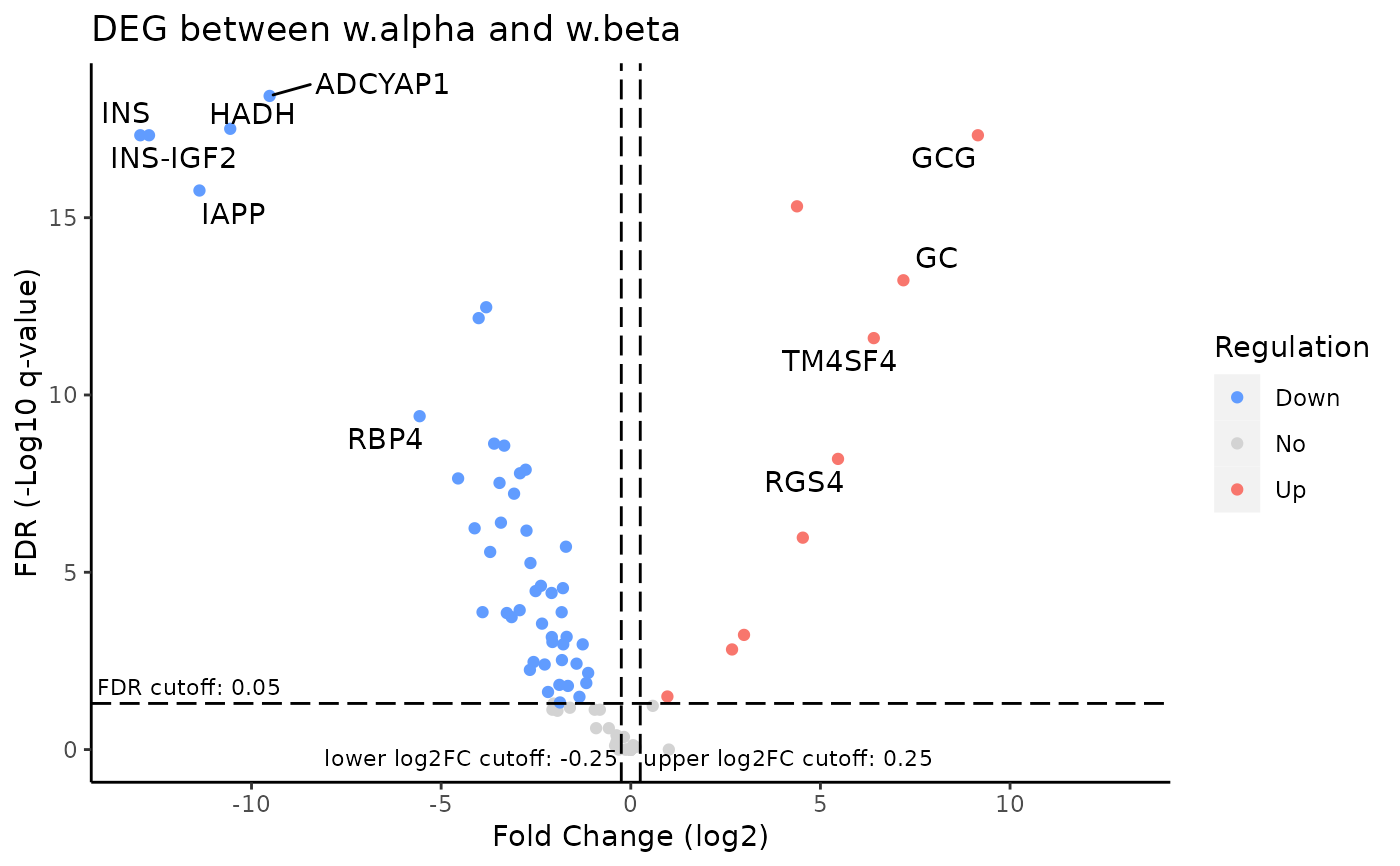 DEG between w.alpha and w.beta
ADCYAP1
INS
HADH
INS-IGF2
IAPP
GCG
GC
TM4SF4
RBP4
RGS4
FDR cutoff: 0.05
lower log2FC cutoff: -0.25
upper log2FC cutoff: 0.25
FDR (-Log10 q-value)
15
10
5
0
-10
-5
0
5
10
Fold Change (log2)
Regulation
Down
No
Up